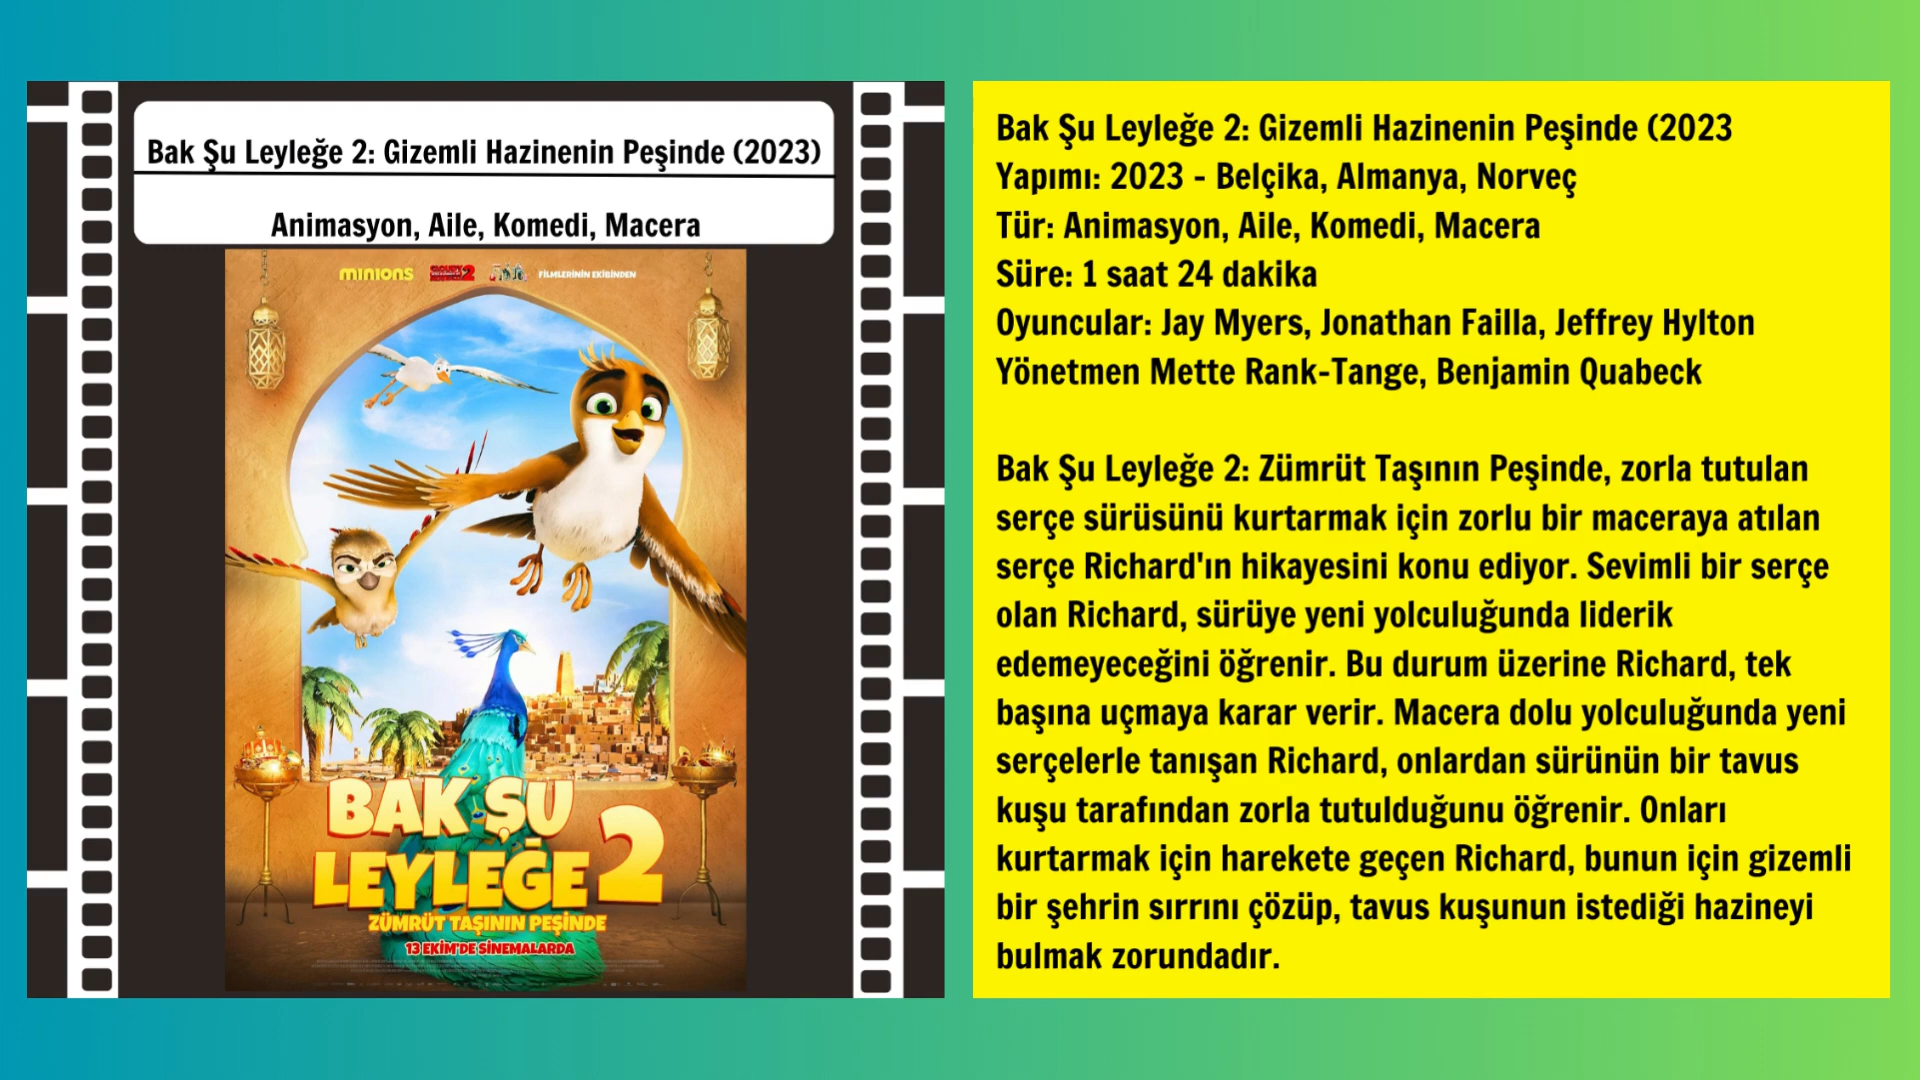 Bak Şu Leyleğe 2: Gizemli Hazinenin Peşinde (2023)
Animasyon, Aile, Komedi, Macera
minions
FİLMLERİNİN EKİBİNDEN
BAK ŞU
LEYLEĞE 2
ZÜMRÜT TAŞININ PEŞİNDE
13 EKİM'DE SİNEMALARDA
Bak Şu Leyleğe 2: Gizemli Hazinenin Peşinde (2023
Yapımı: 2023 - Belçika, Almanya, Norveç
Tür: Animasyon, Aile, Komedi, Macera
Süre: 1 saat 24 dakika
Oyuncular: Jay Myers, Jonathan Failla, Jeffrey Hylton
Yönetmen Mette Rank-Tange, Benjamin Quabeck
Bak Şu Leyleğe 2: Zümrüt Taşının Peşinde, zorla tutulan
serçe sürüsünü kurtarmak için zorlu bir maceraya atılan
serçe Richard'ın hikayesini konu ediyor. Sevimli bir serçe
olan Richard, sürüye yeni yolculuğunda liderik
edemeyeceğini öğrenir. Bu durum üzerine Richard, tek
başına uçmaya karar verir. Macera dolu yolculuğunda yeni
serçelerle tanışan Richard, onlardan sürünün bir tavus
kuşu tarafından zorla tutulduğunu öğrenir. Onları
kurtarmak için harekete geçen Richard, bunun için gizemli
bir şehrin sırrını çözüp, tavus kuşunun istediği hazineyi
bulmak zorundadır.